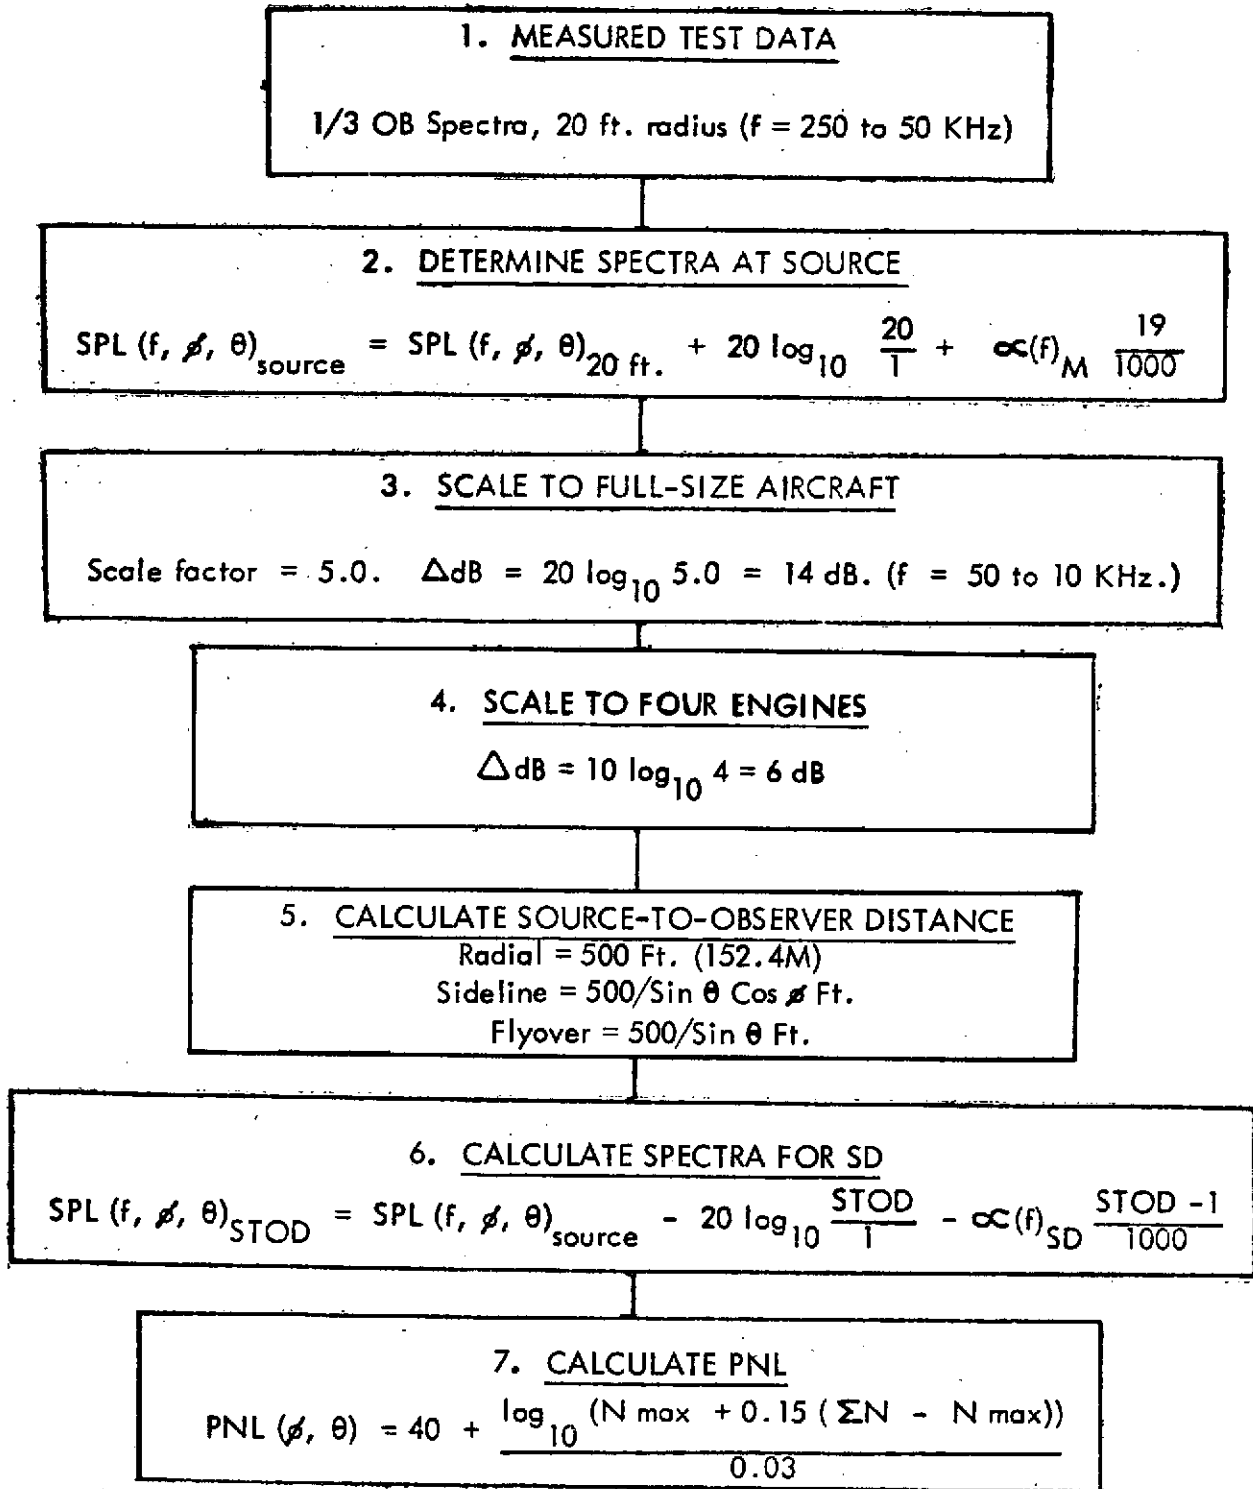 1. MEASURED TEST DATA
1/3 OB Spectra, 20 ft. radius (f = 250 to 50 KHz)
2. DETERMINE SPECTRA AT SOURCE
SPL (f, ø, θ)source = SPL (f, ø, θ)20 ft. + 20 log10 20/1 + ∝(f)M 19/1000
3. SCALE TO FULL-SIZE AIRCRAFT
Scale factor = 5.0. ΔdB = 20 log10 5.0 = 14 dB. (f = 50 to 10 KHz.)
4. SCALE TO FOUR ENGINES
ΔdB = 10 log10 4 = 6 dB
5. CALCULATE SOURCE-TO-OBSERVER DISTANCE
Radial = 500 Ft. (152.4M)
Sideline = 500/Sin θ Cos ø Ft.
Flyover = 500/Sin θ Ft.
6. CALCULATE SPECTRA FOR SD
SPL (f, ø, θ)STOD = SPL (f, ø, θ)source - 20 log10 STOD/1 - ∝(f)SD STOD -1/1000
7. CALCULATE PNL
PNL (ø, θ) = 40 + log10 (N max + 0.15 (ΣN - N max))/0.03